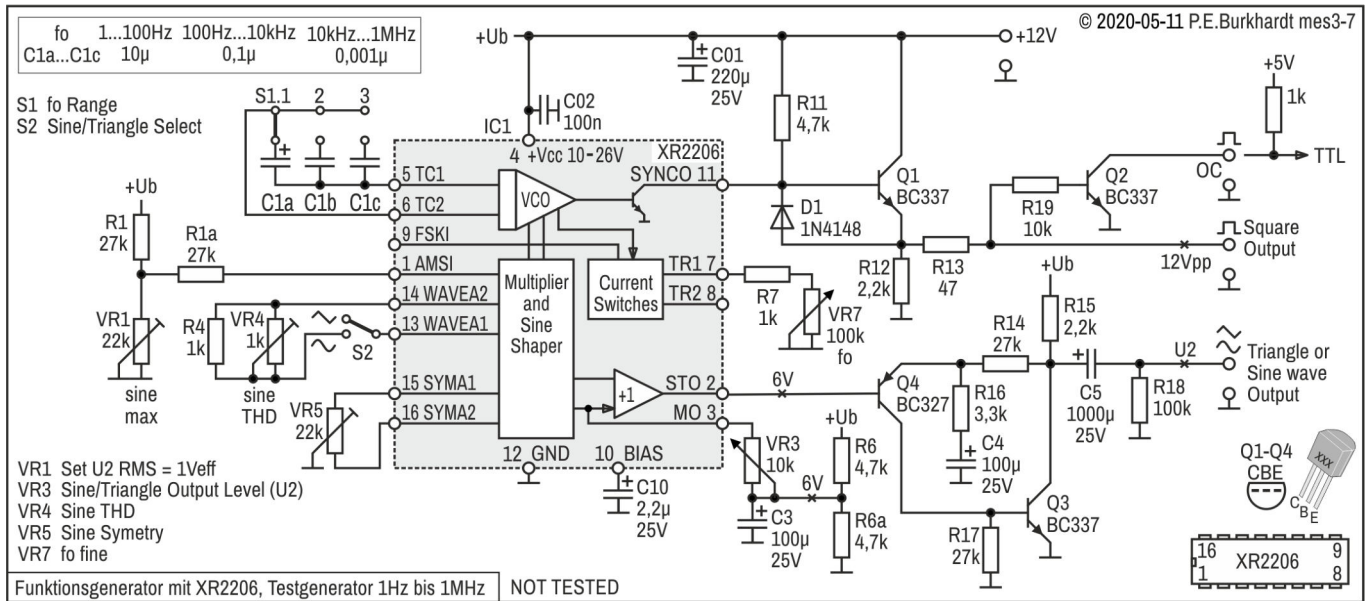 fo 1...100Hz 100Hz...10kHz 10kHz...1MHz
C1a...C1c 10µ 0,1µ 0,001µ
© 2020-05-11 P.E.Burkhardt mes3-7
+Ub
+12V
C01
220µ
25V
+5V
1k
S1 fo Range
S2 Sine/Triangle Select
S1.1 2 3
C02
100n
R11
4,7k
IC1
4 +Vcc 10–26V
XR2206
TTL
OC
C1a C1b C1c
5 TC1
6 TC2
9 FSKI
1 AMSI
14 WAVEA2
13 WAVEA1
15 SYMA1
16 SYMA2
VCO
SYNCO 11
Multiplier
and
Sine
Shaper
Current
Switches
TR1 7
TR2 8
+1
STO 2
MO 3
12 GND
10 BIAS
+Ub
R1
27k
R1a
27k
VR1
22k
sine
max
R4
1k
VR4
1k
sine
THD
S2
VR5
22k
Q1
BC337
D1
1N4148
R12
2,2k
R13
47
R19
10k
Q2
BC337
Square
Output
12Vpp
R7
1k
VR7
100k
fo
+Ub
R15
2,2k
R14
27k
6V
Q4
BC327
R16
3,3k
C4
100µ
25V
C5
1000µ
25V
U2
R18
100k
Triangle or
Sine wave
Output
VR3
10k
+Ub
R6
4,7k
6V
C3
100µ
25V
R6a
4,7k
R17
27k
Q3
BC337
C10
2,2µ
25V
Q1-Q4
CBE
XXX
C
B
E
16 9
XR2206
1 8
VR1 Set U2 RMS = 1Veff
VR3 Sine/Triangle Output Level (U2)
VR4 Sine THD
VR5 Sine Symetry
VR7 fo fine
Funktionsgenerator mit XR2206, Testgenerator 1Hz bis 1MHz
NOT TESTED